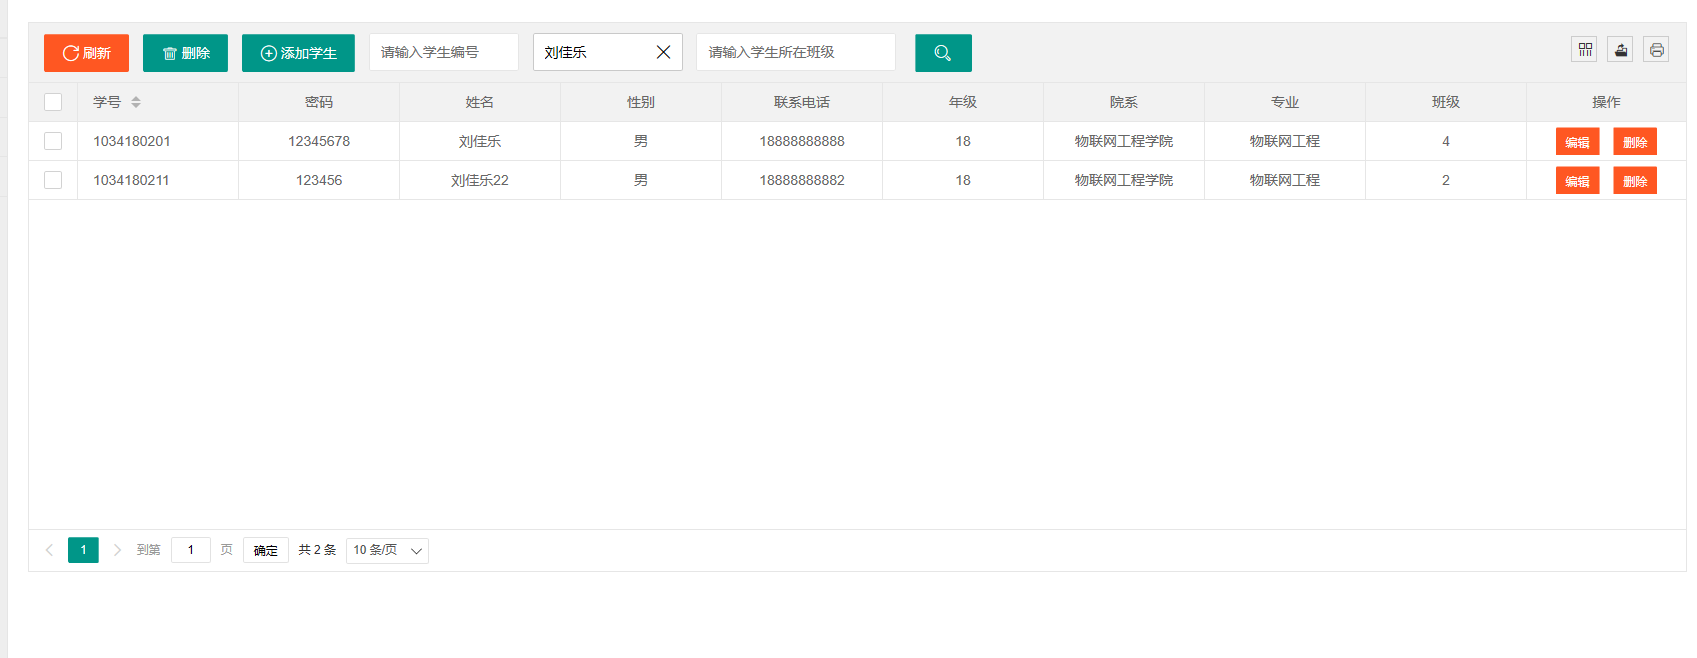 刷新 删除 添加学生 请输入学生编号 刘佳乐 请输入学生所在班级
学号 密码 姓名 性别 联系电话 年级 院系 专业 班级 操作
1034180201 12345678 刘佳乐 男 18888888888 18 物联网工程学院 物联网工程 4 编辑 删除
1034180211 123456 刘佳乐22 男 18888888882 18 物联网工程学院 物联网工程 2 编辑 删除
1 到第 1 页 确定 共 2 条 10 条/页